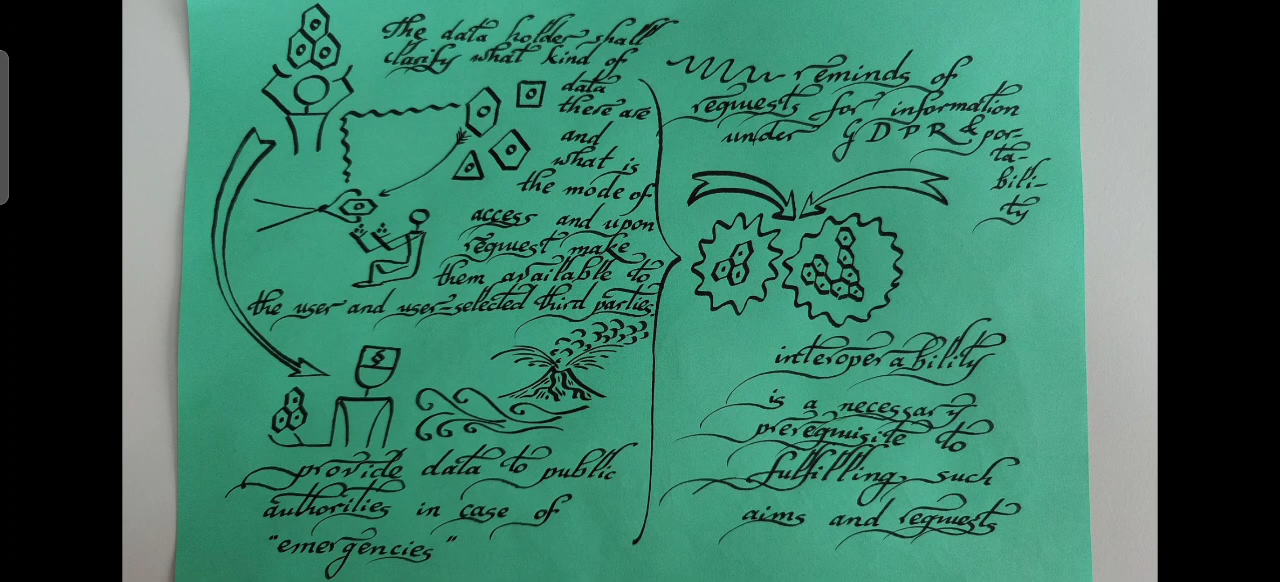 The data holder shall
clarify what kind of
data
there are
and
what is
the mode of
access and upon
request make
them available to
the user and user-selected third parties.
§
provide data to public
authorities in case of
"emergencies"
reminds of
requests for information
under GDPR & por-
ta-
bili-
ty
interoperability
is a necessary
prerequisite to
fulfilling such
aims and requests